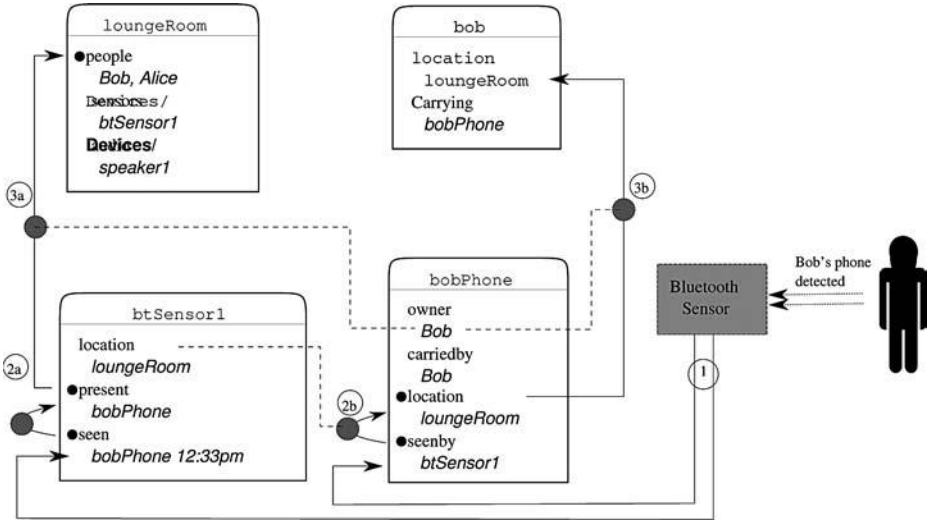 loungeRoom
people
Bob, Alice
Devices/
btSensor1
Devices/
speaker1
bob
location
loungeRoom
Carrying
bobPhone
3a
3b
btSensor1
location
loungeRoom
present
bobPhone
seen
bobPhone 12:33pm
2a
bobPhone
owner
Bob
carriedby
Bob
location
loungeRoom
seenby
btSensor1
2b
Bluetooth
Sensor
Bob's phone
detected
1